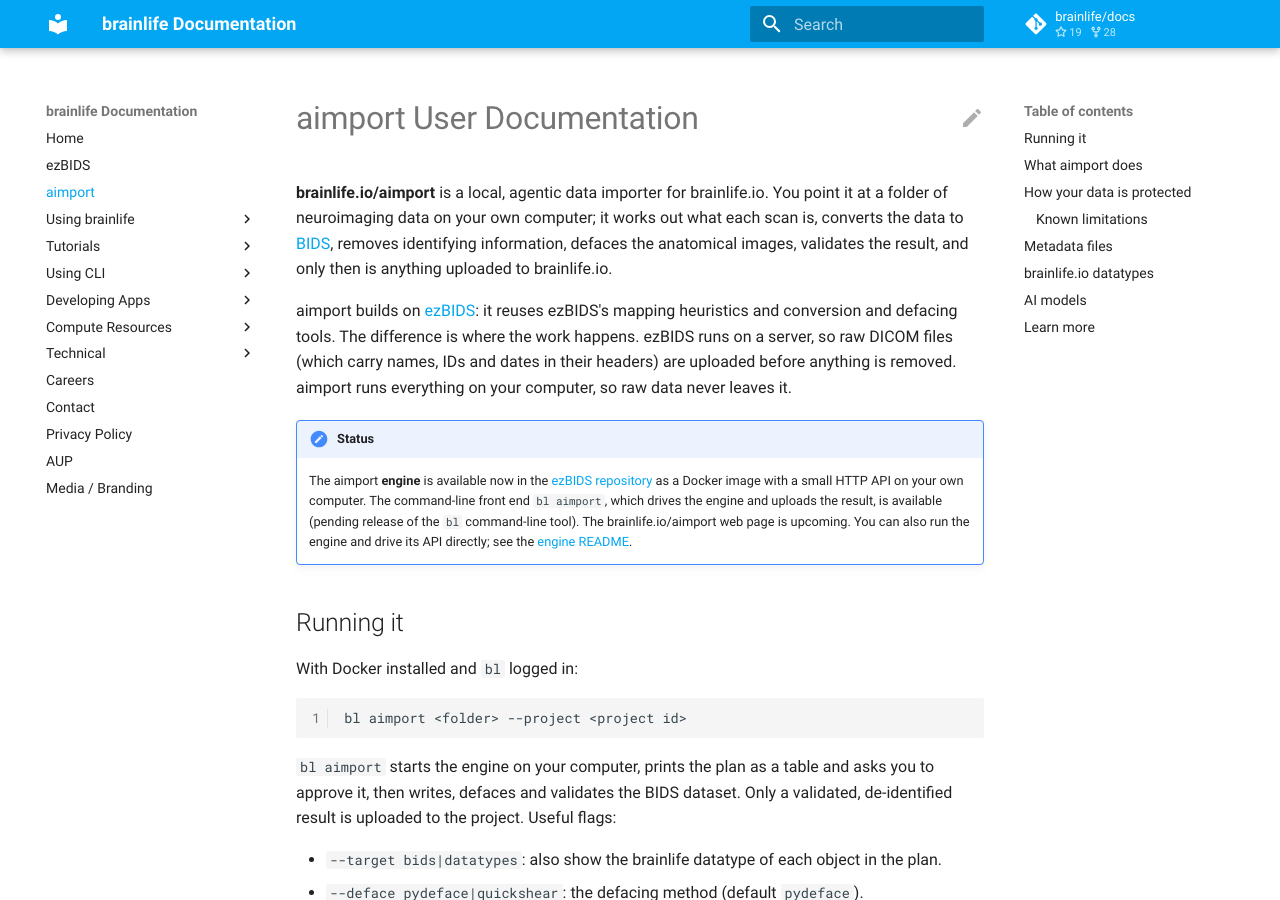 brainlife Documentation
Search
brainlife/docs
19 28
brainlife Documentation
Home
ezBIDS
aimport
Using brainlife
Tutorials
Using CLI
Developing Apps
Compute Resources
Technical
Careers
Contact
Privacy Policy
AUP
Media / Branding
aimport User Documentation
brainlife.io/aimport is a local, agentic data importer for brainlife.io. You point it at a folder of
neuroimaging data on your own computer; it works out what each scan is, converts the data to
BIDS, removes identifying information, defaces the anatomical images, validates the result, and
only then is anything uploaded to brainlife.io.
aimport builds on ezBIDS: it reuses ezBIDS's mapping heuristics and conversion and defacing
tools. The difference is where the work happens. ezBIDS runs on a server, so raw DICOM files
(which carry names, IDs and dates in their headers) are uploaded before anything is removed.
aimport runs everything on your computer, so raw data never leaves it.
Status
The aimport engine is available now in the ezBIDS repository as a Docker image with a small HTTP API on your own
computer. The command-line front end bl aimport, which drives the engine and uploads the result, is available
(pending release of the bl command-line tool). The brainlife.io/aimport web page is upcoming. You can also run the
engine and drive its API directly; see the engine README.
Running it
With Docker installed and bl logged in:
1 bl aimport <folder> --project <project id>
bl aimport starts the engine on your computer, prints the plan as a table and asks you to
approve it, then writes, defaces and validates the BIDS dataset. Only a validated, de-identified
result is uploaded to the project. Useful flags:
• --target bids|datatypes: also show the brainlife datatype of each object in the plan.
• --deface pydeface|quickshear: the defacing method (default pydeface).
Table of contents
Running it
What aimport does
How your data is protected
Known limitations
Metadata files
brainlife.io datatypes
AI models
Learn more